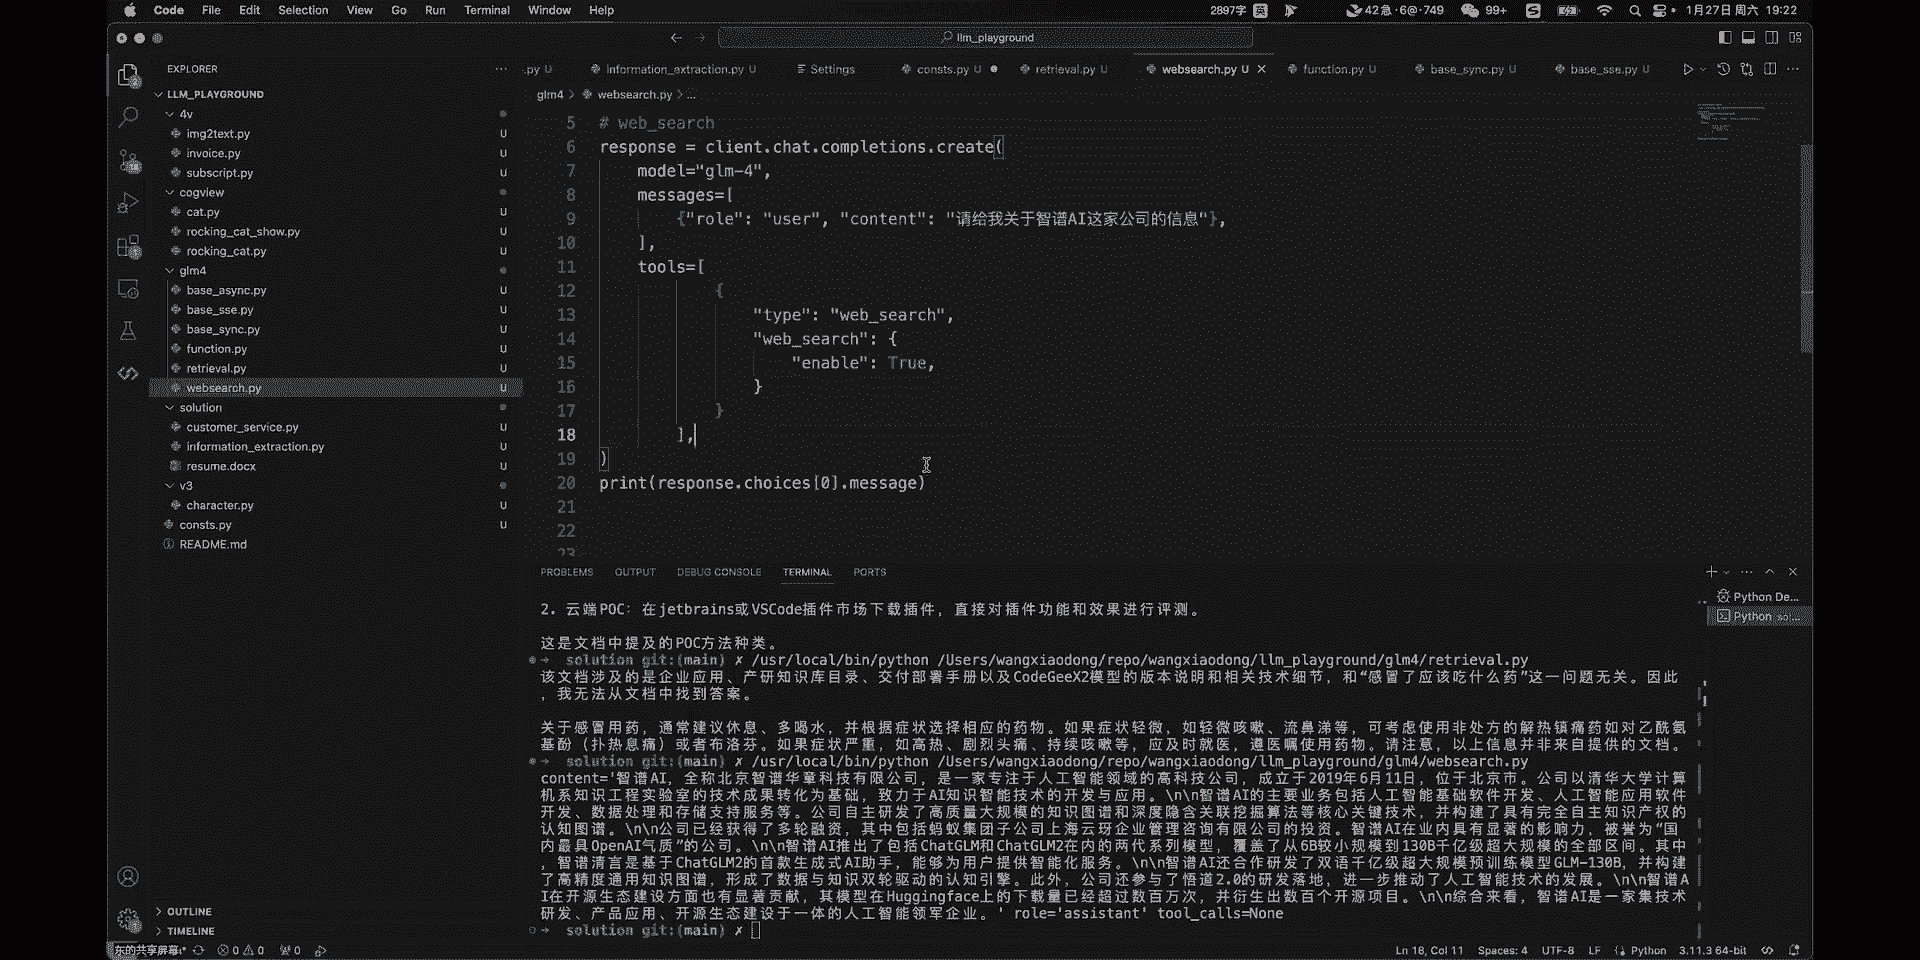 Code File Edit Selection View Go Run Terminal Window Help
2897字 英 42急·6@·749 99+ 1月27日 周六 19:22
llm_playground
EXPLORER
.py U information_extraction.py U Settings consts.py U retrieval.py U websearch.py U function.py U base_sync.py U base_sse.py U
LLM_PLAYGROUND
glm4 > websearch.py > ...
4v
img2text.py U
invoice.py U
subscript.py U
cogview
cat.py U
rocking_cat_show.py U
rocking_cat.py U
glm4
base_async.py U
base_sse.py U
base_sync.py U
function.py U
retrieval.py U
websearch.py U
solution
customer_service.py U
information_extraction.py U
resume.docx U
v3
character.py U
consts.py U
README.md
OUTLINE
TIMELINE
5 # web_search
6 response = client.chat.completions.create(
7 model="glm-4",
8 messages=[
9 {"role": "user", "content": "请给我关于智谱AI这家公司的信息"},
10 ],
11 tools=[
12 {
13 "type": "web_search",
14 "web_search": {
15 "enable": True,
16 }
17 }
18 ],
19 )
20 print(response.choices[0].message)
21
22
23
PROBLEMS OUTPUT DEBUG CONSOLE TERMINAL PORTS
Python De...
Python sol...
2. 云端POC：在jetbrains或VSCode插件市场下载插件，直接对插件功能和效果进行评测。
这是文档中提及的POC方法种类。
→ solution git:(main) ✗ /usr/local/bin/python /Users/wangxiaodong/repo/wangxiaodong/llm_playground/glm4/retrieval.py
该文档涉及的是企业应用、产研知识库目录、交付部署手册以及CodeGeeX2模型的版本说明和相关技术细节，和“感冒了应该吃什么药”这一问题无关。因此
，我无法从文档中找到答案。
关于感冒用药，通常建议休息、多喝水，并根据症状选择相应的药物。如果症状轻微，如轻微咳嗽、流鼻涕等，可考虑使用非处方的解热镇痛药如对乙酰氨
基酚（扑热息痛）或者布洛芬。如果症状严重，如高热、剧烈头痛、持续咳嗽等，应及时就医，遵医嘱使用药物。请注意，以上信息并非来自提供的文档。
→ solution git:(main) ✗ /usr/local/bin/python /Users/wangxiaodong/repo/wangxiaodong/llm_playground/glm4/websearch.py
content='智谱AI，全称北京智谱华章科技有限公司，是一家专注于人工智能领域的高科技公司，成立于2019年6月11日，位于北京市。公司以清华大学计算
机系知识工程实验室的技术成果转化为基础，致力于AI知识智能技术的开发与应用。\n\n智谱AI的主要业务包括人工智能基础软件开发、人工智能应用软件
开发、数据处理和存储支持服务等。公司自主研发了高质量大规模的知识图谱和深度隐含关联挖掘算法等核心关键技术，并构建了具有完全自主知识产权的
认知图谱。\n\n公司已经获得了多轮融资，其中包括蚂蚁集团子公司上海云玡企业管理咨询有限公司的投资。智谱AI在业内具有显著的影响力，被誉为“国
内最具OpenAI气质”的公司。\n\n智谱AI推出了包括ChatGLM和ChatGLM2在内的两代系列模型，覆盖了从6B较小规模到130B千亿级超大规模的全部区间。其中
，智谱清言是基于ChatGLM2的首款生成式AI助手，能够为用户提供智能化服务。\n\n智谱AI还合作研发了双语千亿级超大规模预训练模型GLM-130B，并构建
了高精度通用知识图谱，形成了数据与知识双轮驱动的认知引擎。此外，公司还参与了悟道2.0的研发落地，进一步推动了人工智能技术的发展。\n\n智谱A
I在开源生态建设方面也有显著贡献，其模型在Huggingface上的下载量已经超过数百万次，并衍生出数百个开源项目。\n\n综合来看，智谱AI是一家集技术
研发、产品应用、开源生态建设于一体的人工智能领军企业。' role='assistant' tool_calls=None
→ solution git:(main) ✗
东的共享屏幕 0 0 0 Ln 18, Col 11 Spaces: 4 UTF-8 LF Python 3.11.3 64-bit